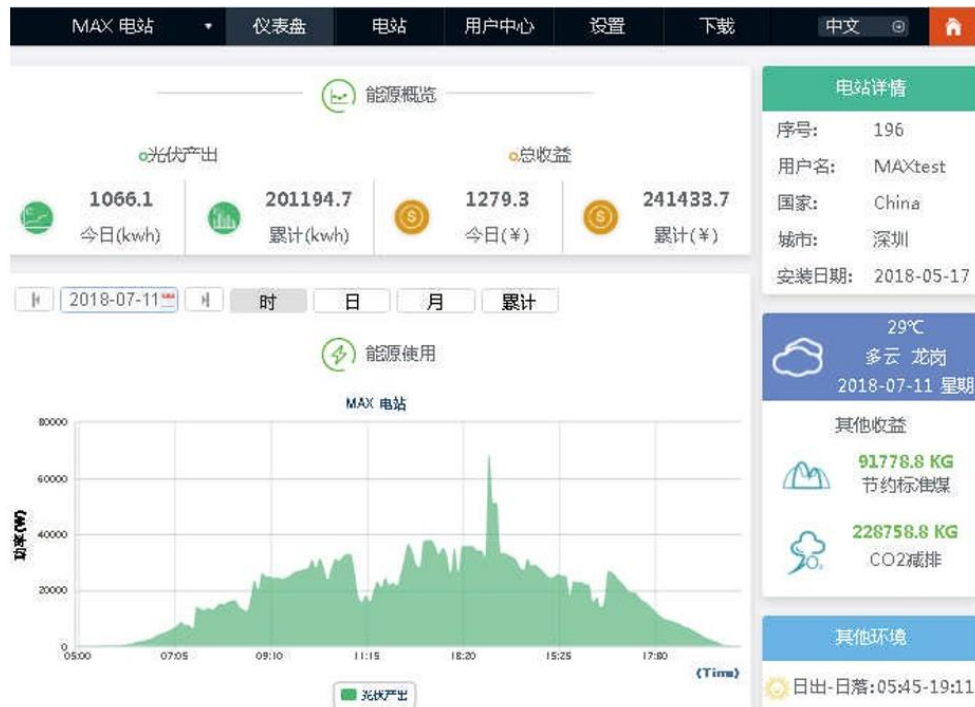 MAX 电站 仪表盘 电站 用户中心 设置 下载 中文
能源概览
光伏产出 总收益
1066.1 201194.7 1279.3 241433.7
今日(kwh) 累计(kwh) 今日(¥) 累计(¥)
2018-07-11 时 日 月 累计
能源使用
MAX 电站
功率(W)
80000
60000
40000
20000
0
05:00 07:05 09:10 11:15 18:20 15:25 17:80
(Time)
光伏产出
电站详情
序号: 196
用户名: MAXtest
国家: China
城市: 深圳
安装日期: 2018-05-17
29℃
多云 龙岗
2018-07-11 星期
其他收益
91778.8 KG
节约标准煤
228758.8 KG
CO2减排
其他环境
日出-日落:05:45-19:11